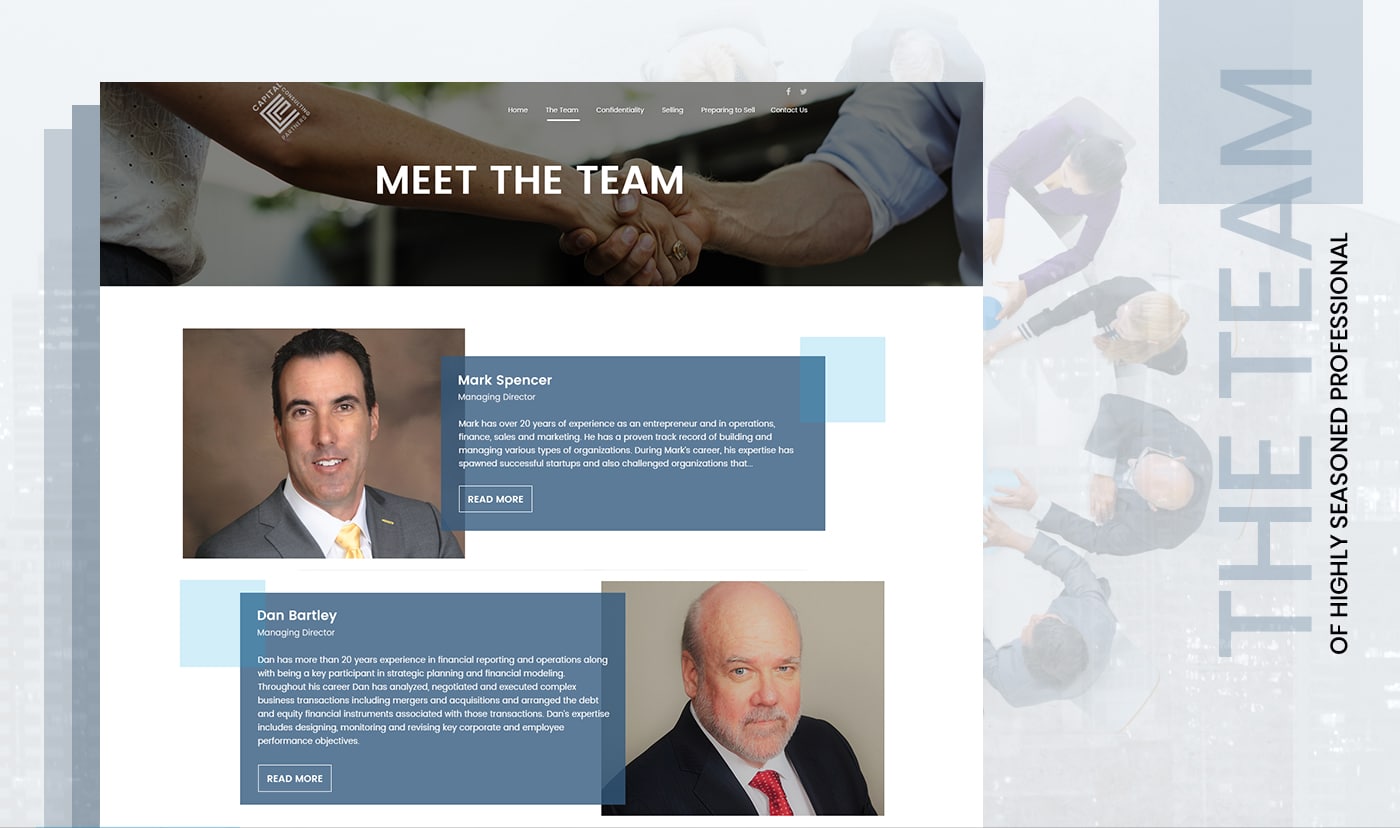 CAPITAL
CONSULTING
PARTNERS
Home The Team Confidentiality Selling Preparing to Sell Contact Us
MEET THE TEAM
Mark Spencer
Managing Director
Mark has over 20 years of experience as an entrepreneur and in operations,
finance, sales and marketing. He has a proven track record of building and
managing various types of organizations. During Mark's career, his expertise has
spawned successful startups and also challenged organizations that...
READ MORE
Dan Bartley
Managing Director
Dan has more than 20 years experience in financial reporting and operations along
with being a key participant in strategic planning and financial modeling.
Throughout his career Dan has analyzed, negotiated and executed complex
business transactions including mergers and acquisitions and arranged the debt
and equity financial instruments associated with those transactions. Dan's expertise
includes designing, monitoring and revising key corporate and employee
performance objectives.
READ MORE
THE TEAM
OF HIGHLY SEASONED PROFESSIONAL